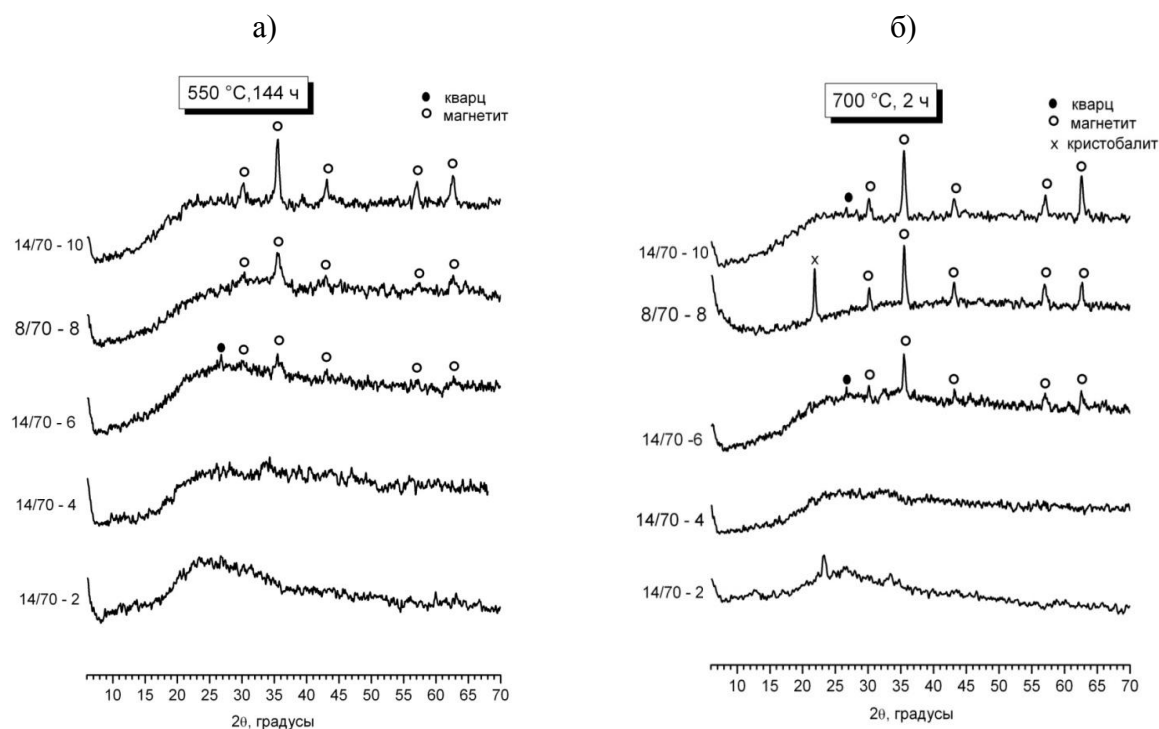 а)
550 °C,144 ч
кварц
магнетит
14/70 - 10
8/70 - 8
14/70 - 6
14/70 - 4
14/70 - 2
10 15 20 25 30 35 40 45 50 55 60 65 70
2θ, градусы
б)
700 °C, 2 ч
кварц
магнетит
x кристобалит
14/70 - 10
x
8/70 - 8
14/70 -6
14/70 - 4
14/70 - 2
10 15 20 25 30 35 40 45 50 55 60 65 70
2θ, градусы